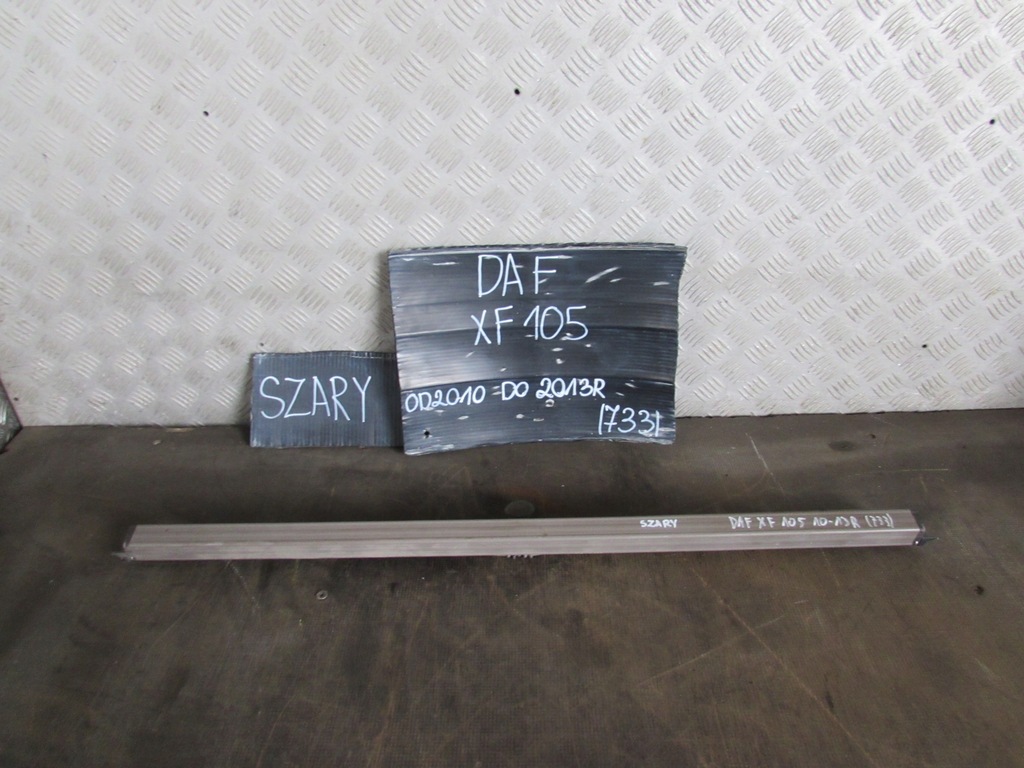 DAF
XF 105
SZARY
OD2010 DO 2013R
(733)
SZARY DAF XF 105 10-13R (733)